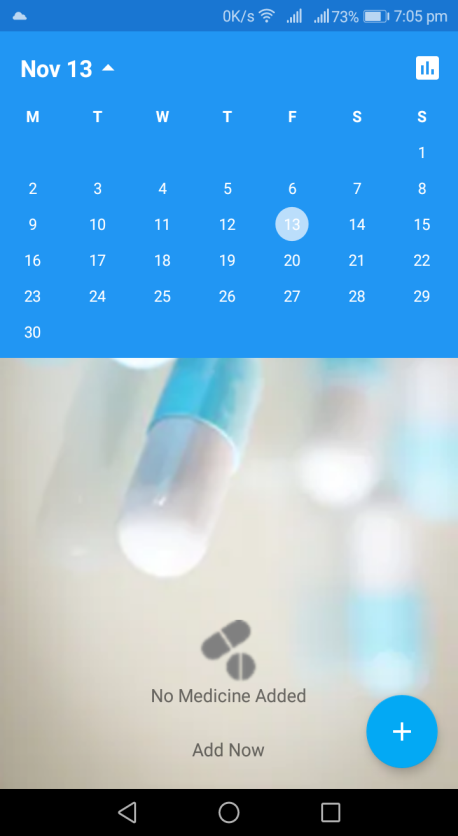 0K/s 73% 7:05 pm
Nov 13
M T W T F S S
1
2 3 4 5 6 7 8
9 10 11 12 13 14 15
16 17 18 19 20 21 22
23 24 25 26 27 28 29
30
No Medicine Added
Add Now
+